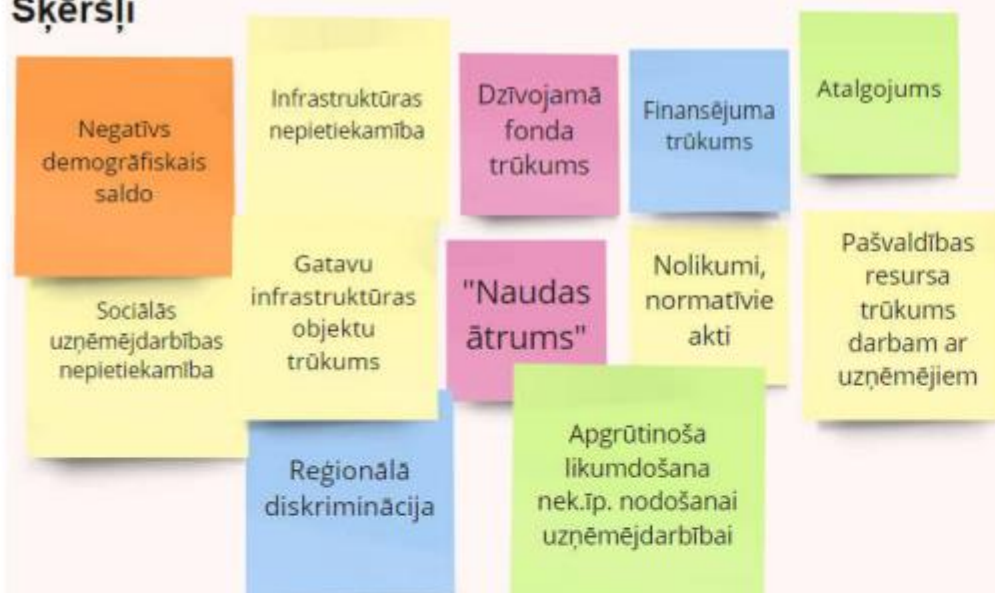 Šķēršļi
Negatīvs
demogrāfiskais
saldo
Infrastruktūras
nepietiekamība
Dzīvojamā
fonda
trūkums
Finansējuma
trūkums
Atalgojums
Sociālās
uzņēmējdarbības
nepietiekamība
Gatavu
infrastruktūras
objektu
trūkums
"Naudas
ātrums"
Nolikumi,
normatīvie
akti
Pašvaldības
resursa
trūkums
darbam ar
uzņēmējiem
Reģionālā
diskriminācija
Apgrūtinoša
likumdošana
nek.īp. nodošanai
uzņēmējdarbībai